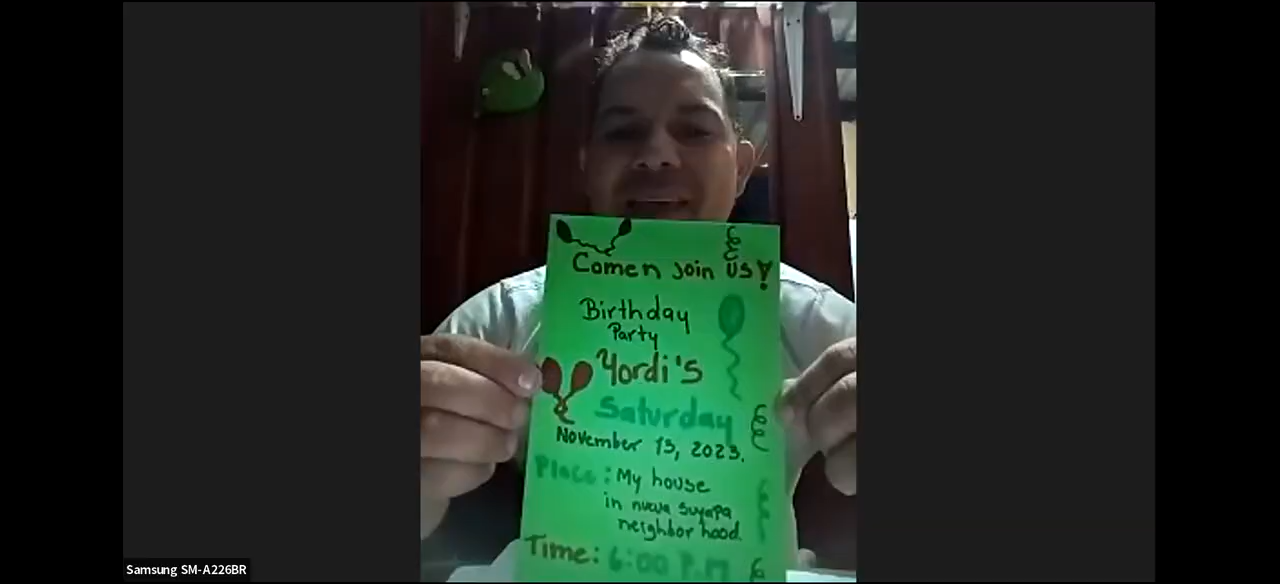 Comen join us!
Birthday
Party
Yordi's
Saturday
November 13, 2023.
Place: My house
in nueva suyapa
neighbor hood.
Time: 6:00 P.M
Samsung SM-A226BR